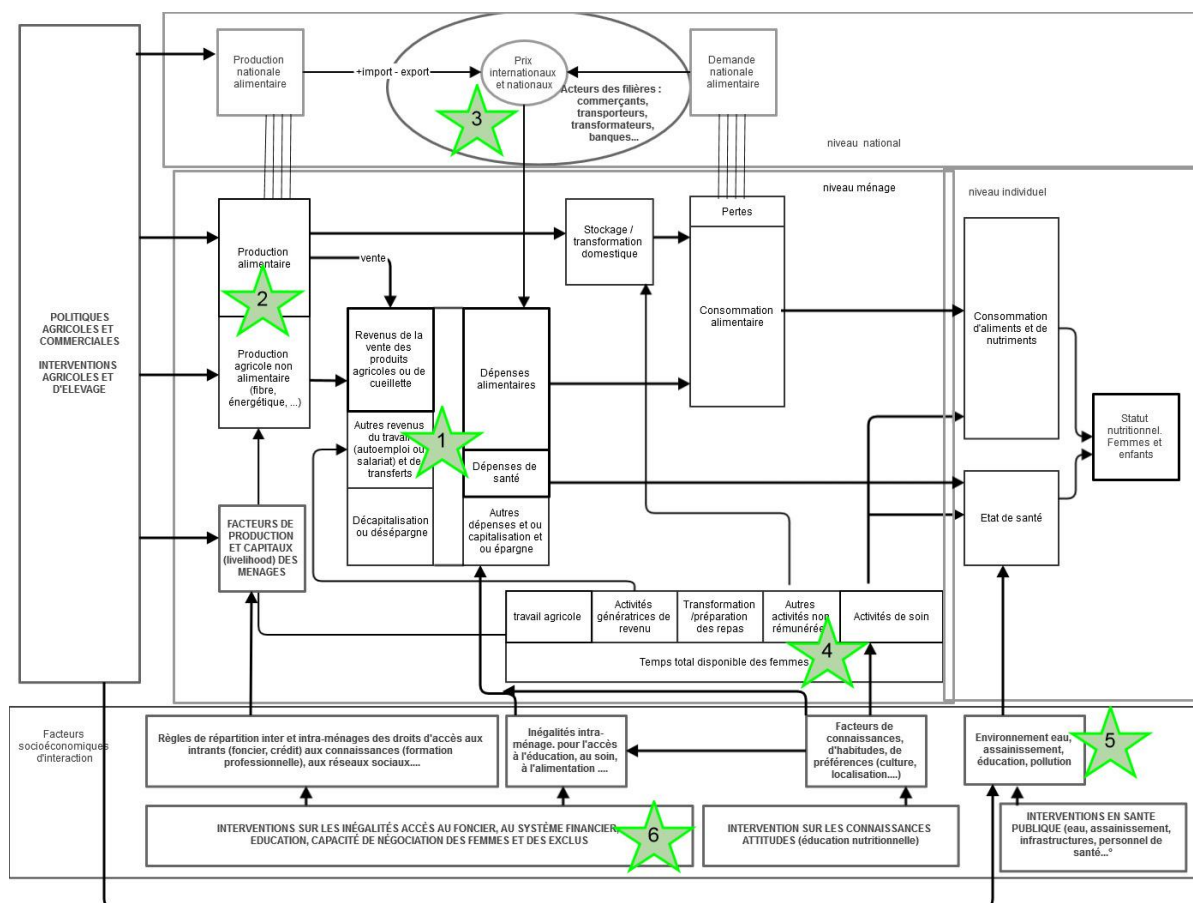 Production
nationale
alimentaire
+import - export
Prix
internationaux
et nationaux
Demande
nationale
alimentaire
Acteurs des filières :
commerçants,
transporteurs,
transformateurs,
banques...
3
niveau national
niveau ménage
niveau individuel
POLITIQUES
AGRICOLES ET
COMMERCIALES
INTERVENTIONS
AGRICOLES ET
D'ELEVAGE
Production
alimentaire
2
vente
Stockage /
transformation
domestique
Pertes
Consommation
alimentaire
Consommation
d'aliments et de
nutriments
Production
agricole non
alimentaire
(fibre,
énergétique, ...)
Revenus de la
vente des
produits
agricoles ou de
cueillette
Dépenses
alimentaires
Autres revenus
du travail
(autoemploi ou
salariat) et de
transferts
1
Dépenses de
santé
Décapitalisation
ou désépargne
Autres
dépenses et ou
capitalisation et
ou épargne
Statut
nutritionnel.
Femmes et
enfants
Etat de santé
FACTEURS DE
PRODUCTION
ET CAPITAUX
(livelihood) DES
MENAGES
travail agricole
Activités
génératrices de
revenu
Transformation
/préparation
des repas
Autres
activités non
rémunérée
Activités de soin
4
Temps total disponible des femmes
Facteurs
socioéconomiques
d'interaction
Règles de répartition inter et intra-ménages des droits d'accès aux
intrants (foncier, crédit) aux connaissances (formation
professionnelle), aux réseaux sociaux....
Inégalités intra-
ménage. pour l'accès
à l'éducation, au soin,
à l'alimentation ....
Facteurs de
connaissances,
d'habitudes, de
préférences (culture,
localisation....)
Environnement eau,
assainissement,
éducation, pollution
5
INTERVENTIONS SUR LES INÉGALITÉS ACCÈS AU FONCIER, AU SYSTÈME FINANCIER,
EDUCATION, CAPACITÉ DE NÉGOCIATION DES FEMMES ET DES EXCLUS
6
INTERVENTION SUR LES CONNAISSANCES
ATTITUDES (éducation nutritionnelle)
INTERVENTIONS EN SANTE
PUBLIQUE (eau, assainissement,
infrastructures, personnel de
santé...°